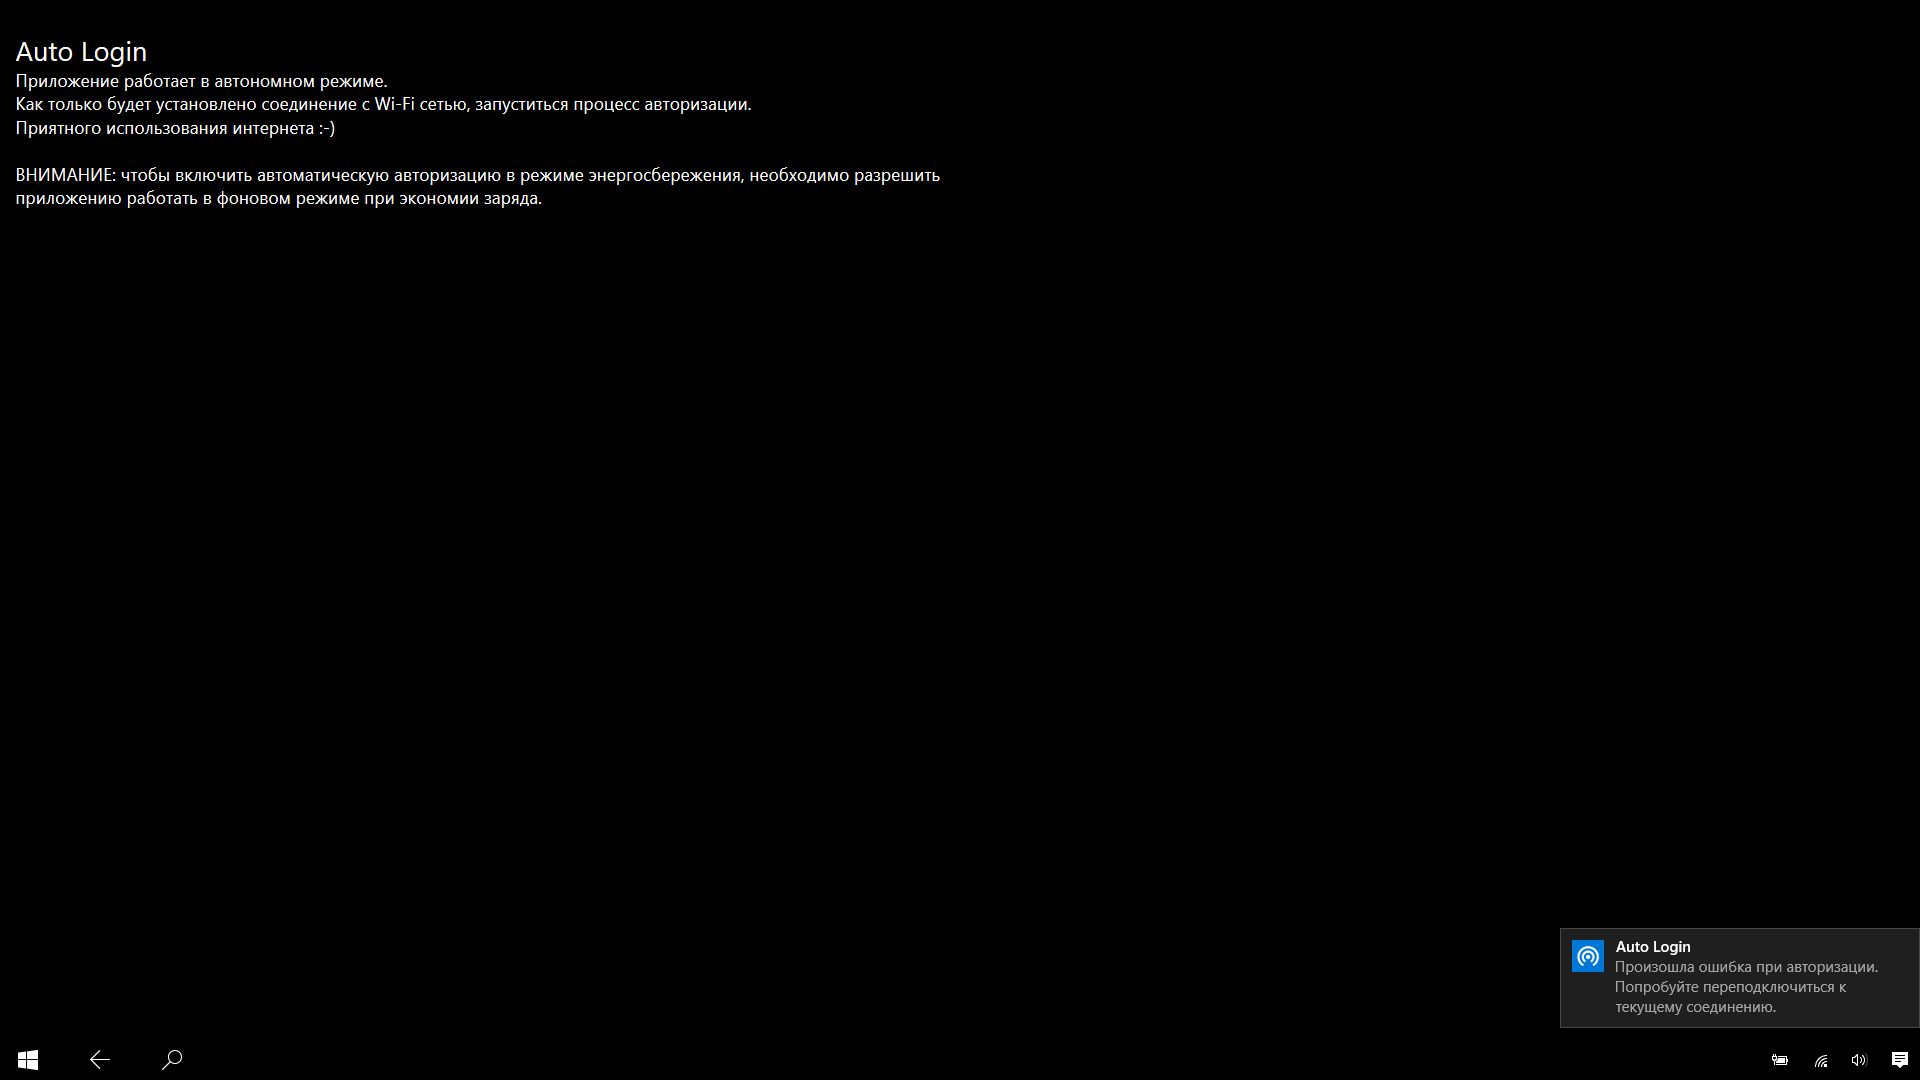 Auto Login
Приложение работает в автономном режиме.
Как только будет установлено соединение с Wi-Fi сетью, запуститься процесс авторизации.
Приятного использования интернета :-)
ВНИМАНИЕ: чтобы включить автоматическую авторизацию в режиме энергосбережения, необходимо разрешить
приложению работать в фоновом режиме при экономии заряда.
Auto Login
Произошла ошибка при авторизации.
Попробуйте переподключиться к
текущему соединению.